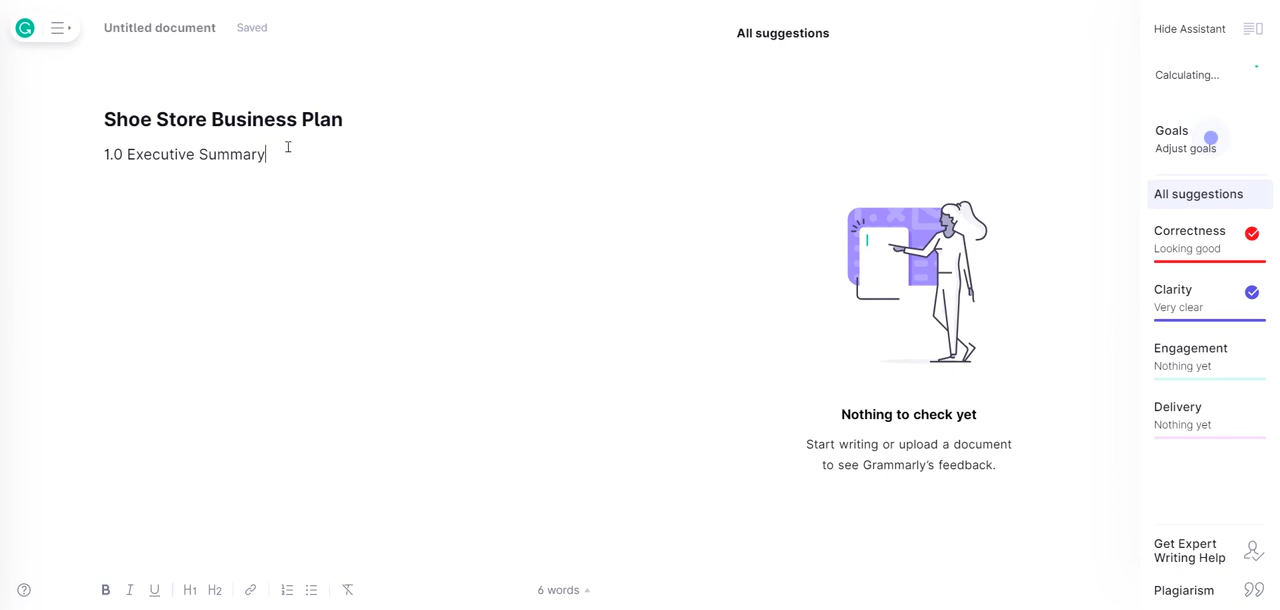 Untitled document
Saved
All suggestions
Hide Assistant
Calculating...
Shoe Store Business Plan
1.0 Executive Summary
Goals
Adjust goals
All suggestions
Correctness
Looking good
Clarity
Very clear
Engagement
Nothing yet
Delivery
Nothing yet
Nothing to check yet
Start writing or upload a document
to see Grammarly's feedback.
Get Expert
Writing Help
Plagiarism
B I U H1 H2
6 words